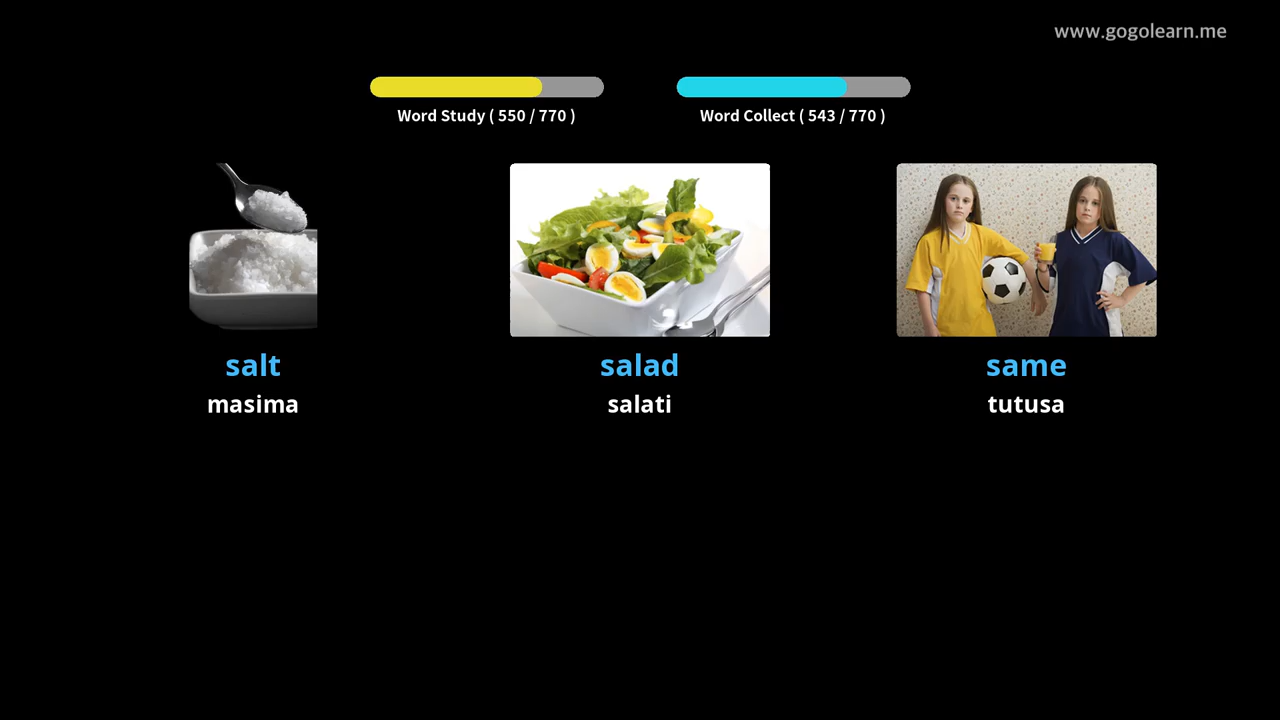 www.gogolearn.me
Word Study ( 550 / 770 )
Word Collect ( 543 / 770 )
salt
masima
salad
salati
same
tutusa